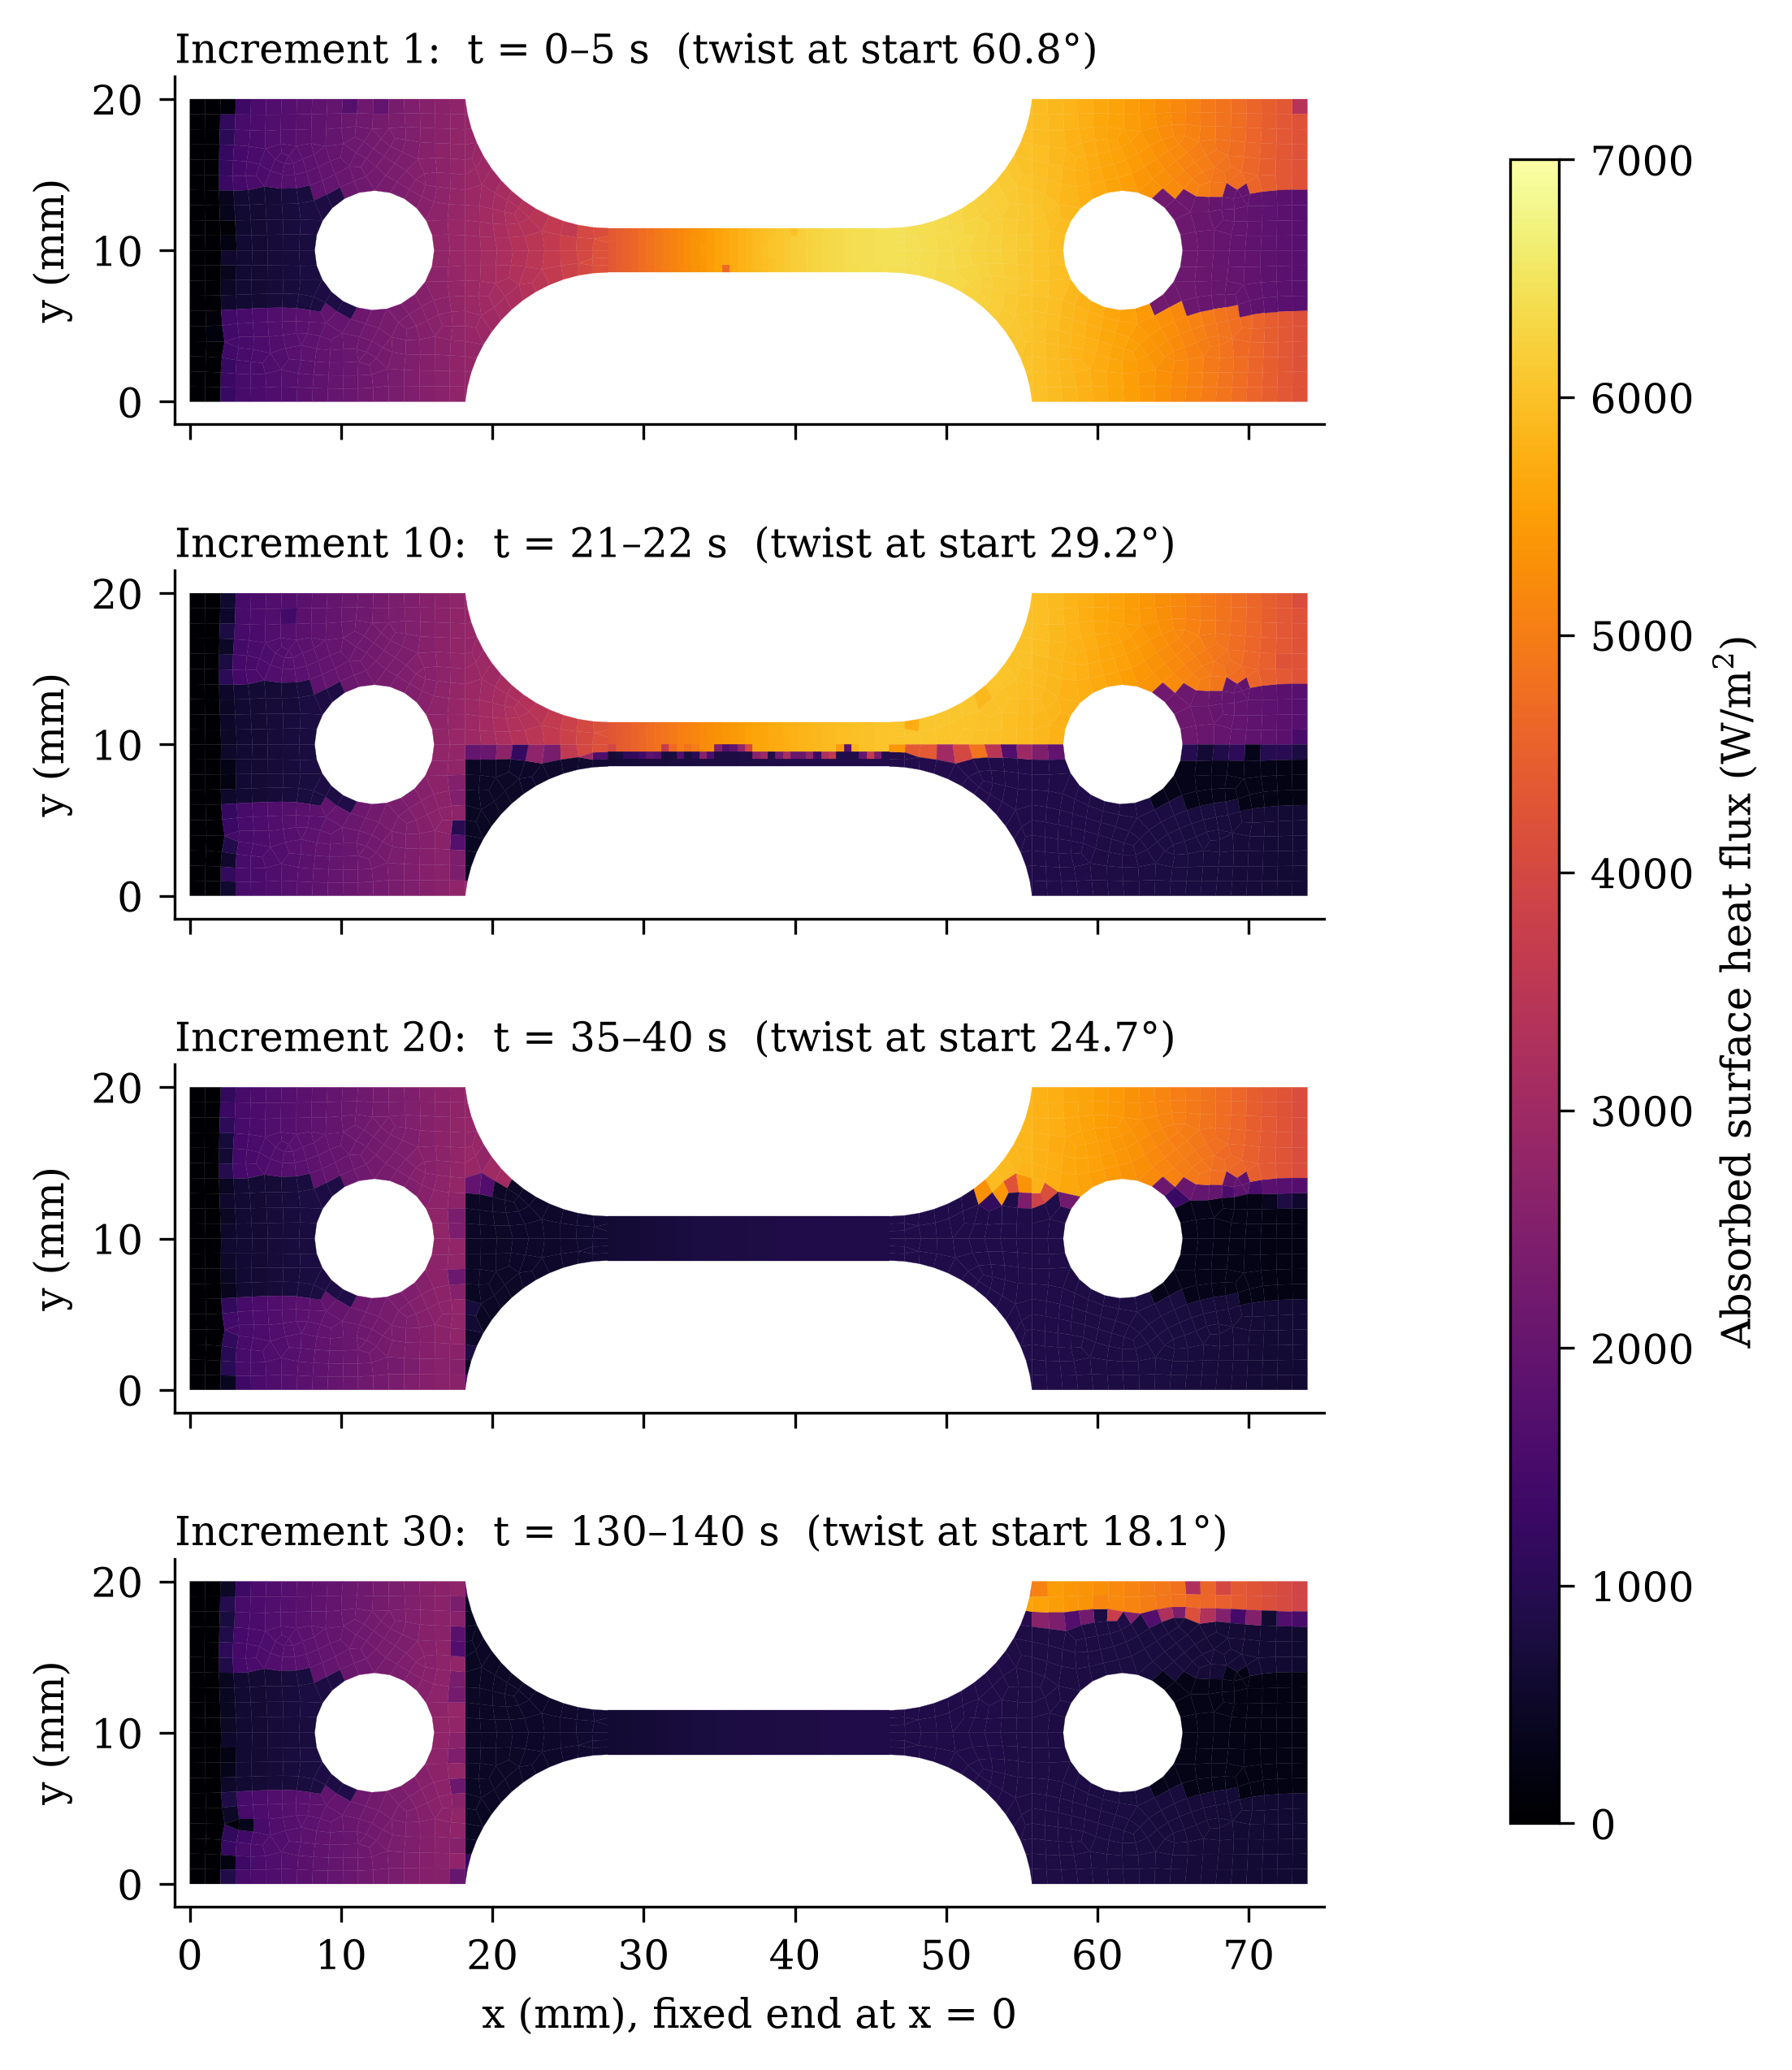 Increment 1:  t = 0–5 s  (twist at start 60.8°)
20
10
0
y (mm)
Increment 10:  t = 21–22 s  (twist at start 29.2°)
20
10
0
y (mm)
Increment 20:  t = 35–40 s  (twist at start 24.7°)
20
10
0
y (mm)
Increment 30:  t = 130–140 s  (twist at start 18.1°)
20
10
0
y (mm)
0 10 20 30 40 50 60 70
x (mm), fixed end at x = 0
7000
6000
5000
4000
3000
2000
1000
0
Absorbed surface heat flux (W/m²)